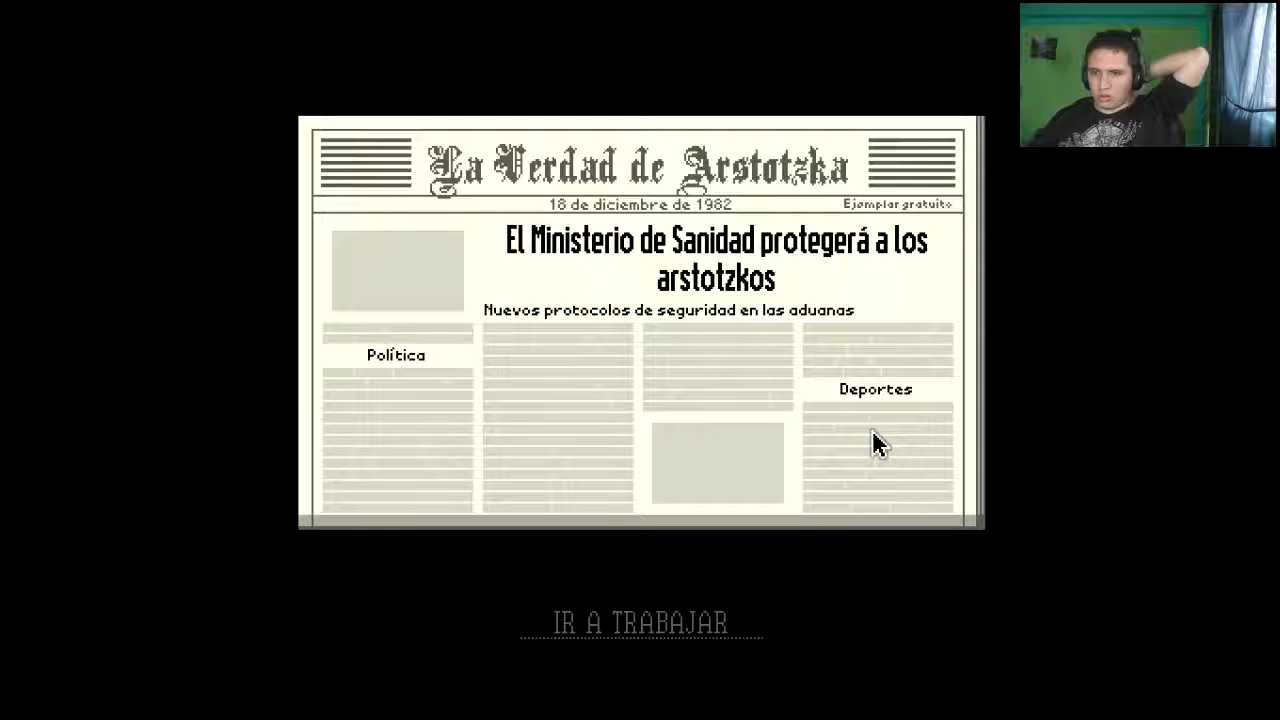 La Verdad de Arstotzka
18 de diciembre de 1982
Ejemplar gratuito
El Ministerio de Sanidad protegerá a los
arstotzkos
Nuevos protocolos de seguridad en las aduanas
Política
Deportes
IR A TRABAJAR